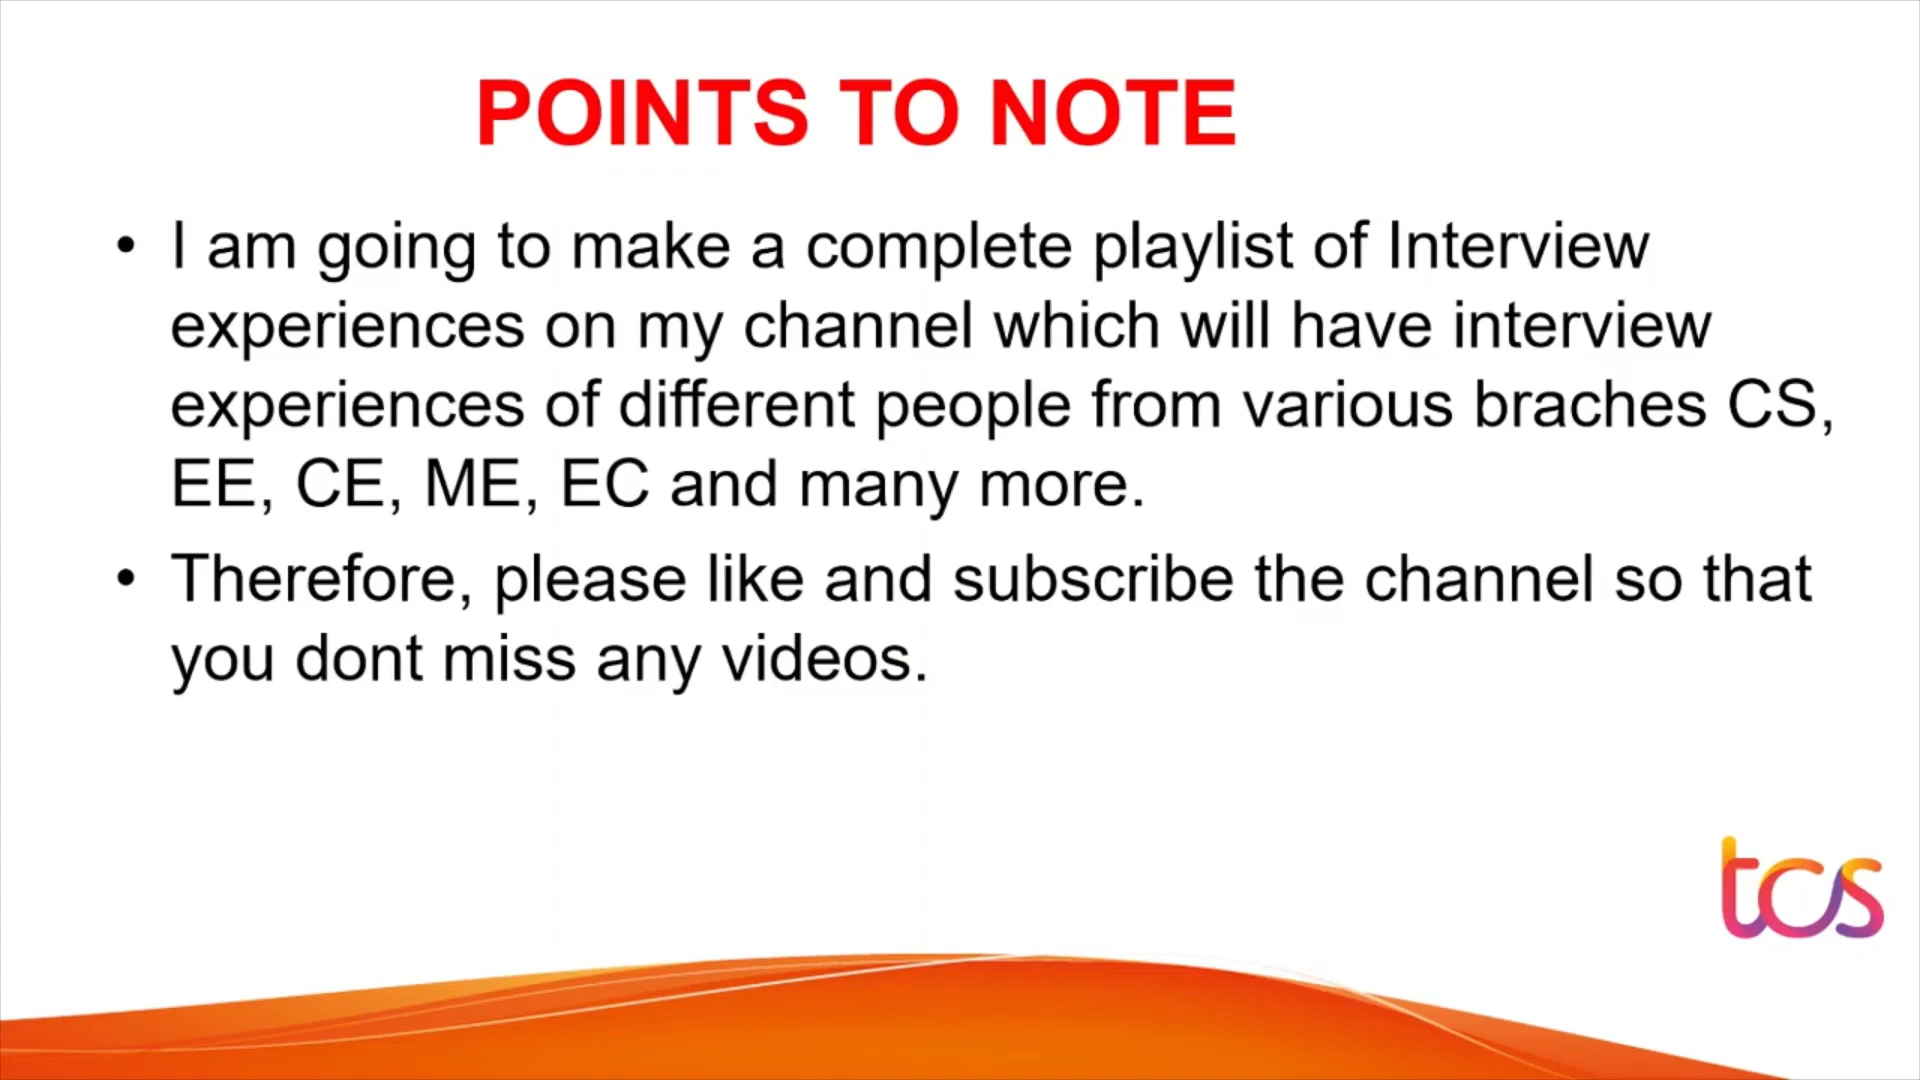 POINTS TO NOTE
• I am going to make a complete playlist of Interview
experiences on my channel which will have interview
experiences of different people from various braches CS,
EE, CE, ME, EC and many more.
• Therefore, please like and subscribe the channel so that
you dont miss any videos.
tcs